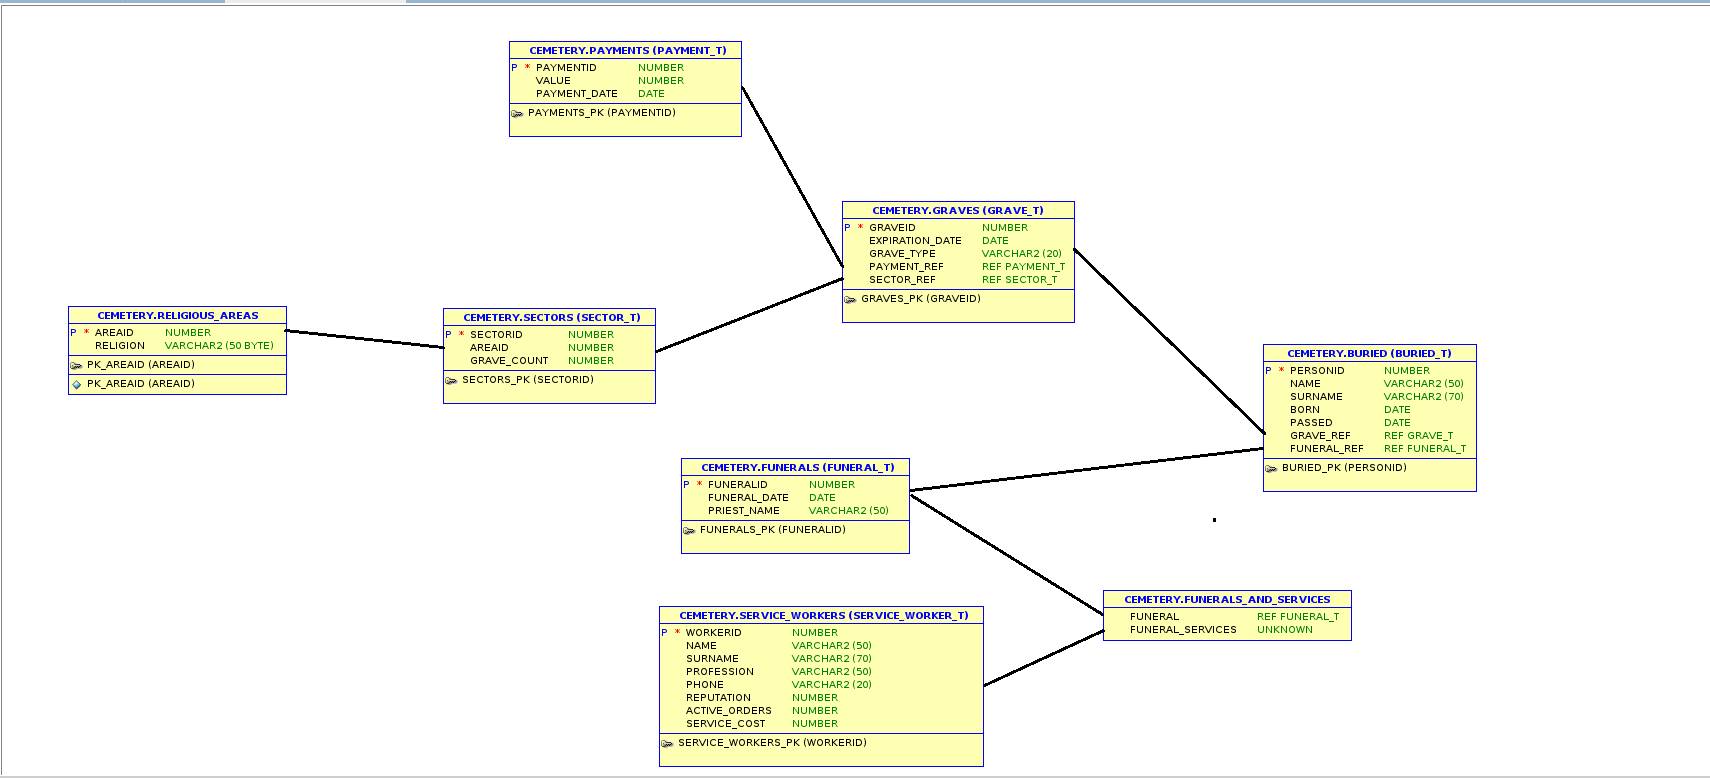 CEMETERY.PAYMENTS (PAYMENT_T)
P * PAYMENTID NUMBER
VALUE NUMBER
PAYMENT_DATE DATE
PAYMENTS_PK (PAYMENTID)
CEMETERY.GRAVES (GRAVE_T)
P * GRAVEID NUMBER
EXPIRATION_DATE DATE
GRAVE_TYPE VARCHAR2 (20)
PAYMENT_REF REF PAYMENT_T
SECTOR_REF REF SECTOR_T
GRAVES_PK (GRAVEID)
CEMETERY.RELIGIOUS_AREAS
P * AREAID NUMBER
RELIGION VARCHAR2 (50 BYTE)
PK_AREAID (AREAID)
PK_AREAID (AREAID)
CEMETERY.SECTORS (SECTOR_T)
P * SECTORID NUMBER
AREAID NUMBER
GRAVE_COUNT NUMBER
SECTORS_PK (SECTORID)
CEMETERY.BURIED (BURIED_T)
P * PERSONID NUMBER
NAME VARCHAR2 (50)
SURNAME VARCHAR2 (70)
BORN DATE
PASSED DATE
GRAVE_REF REF GRAVE_T
FUNERAL_REF REF FUNERAL_T
BURIED_PK (PERSONID)
CEMETERY.FUNERALS (FUNERAL_T)
P * FUNERALID NUMBER
FUNERAL_DATE DATE
PRIEST_NAME VARCHAR2 (50)
FUNERALS_PK (FUNERALID)
CEMETERY.FUNERALS_AND_SERVICES
FUNERAL REF FUNERAL_T
FUNERAL_SERVICES UNKNOWN
CEMETERY.SERVICE_WORKERS (SERVICE_WORKER_T)
P * WORKERID NUMBER
NAME VARCHAR2 (50)
SURNAME VARCHAR2 (70)
PROFESSION VARCHAR2 (50)
PHONE VARCHAR2 (20)
REPUTATION NUMBER
ACTIVE_ORDERS NUMBER
SERVICE_COST NUMBER
SERVICE_WORKERS_PK (WORKERID)